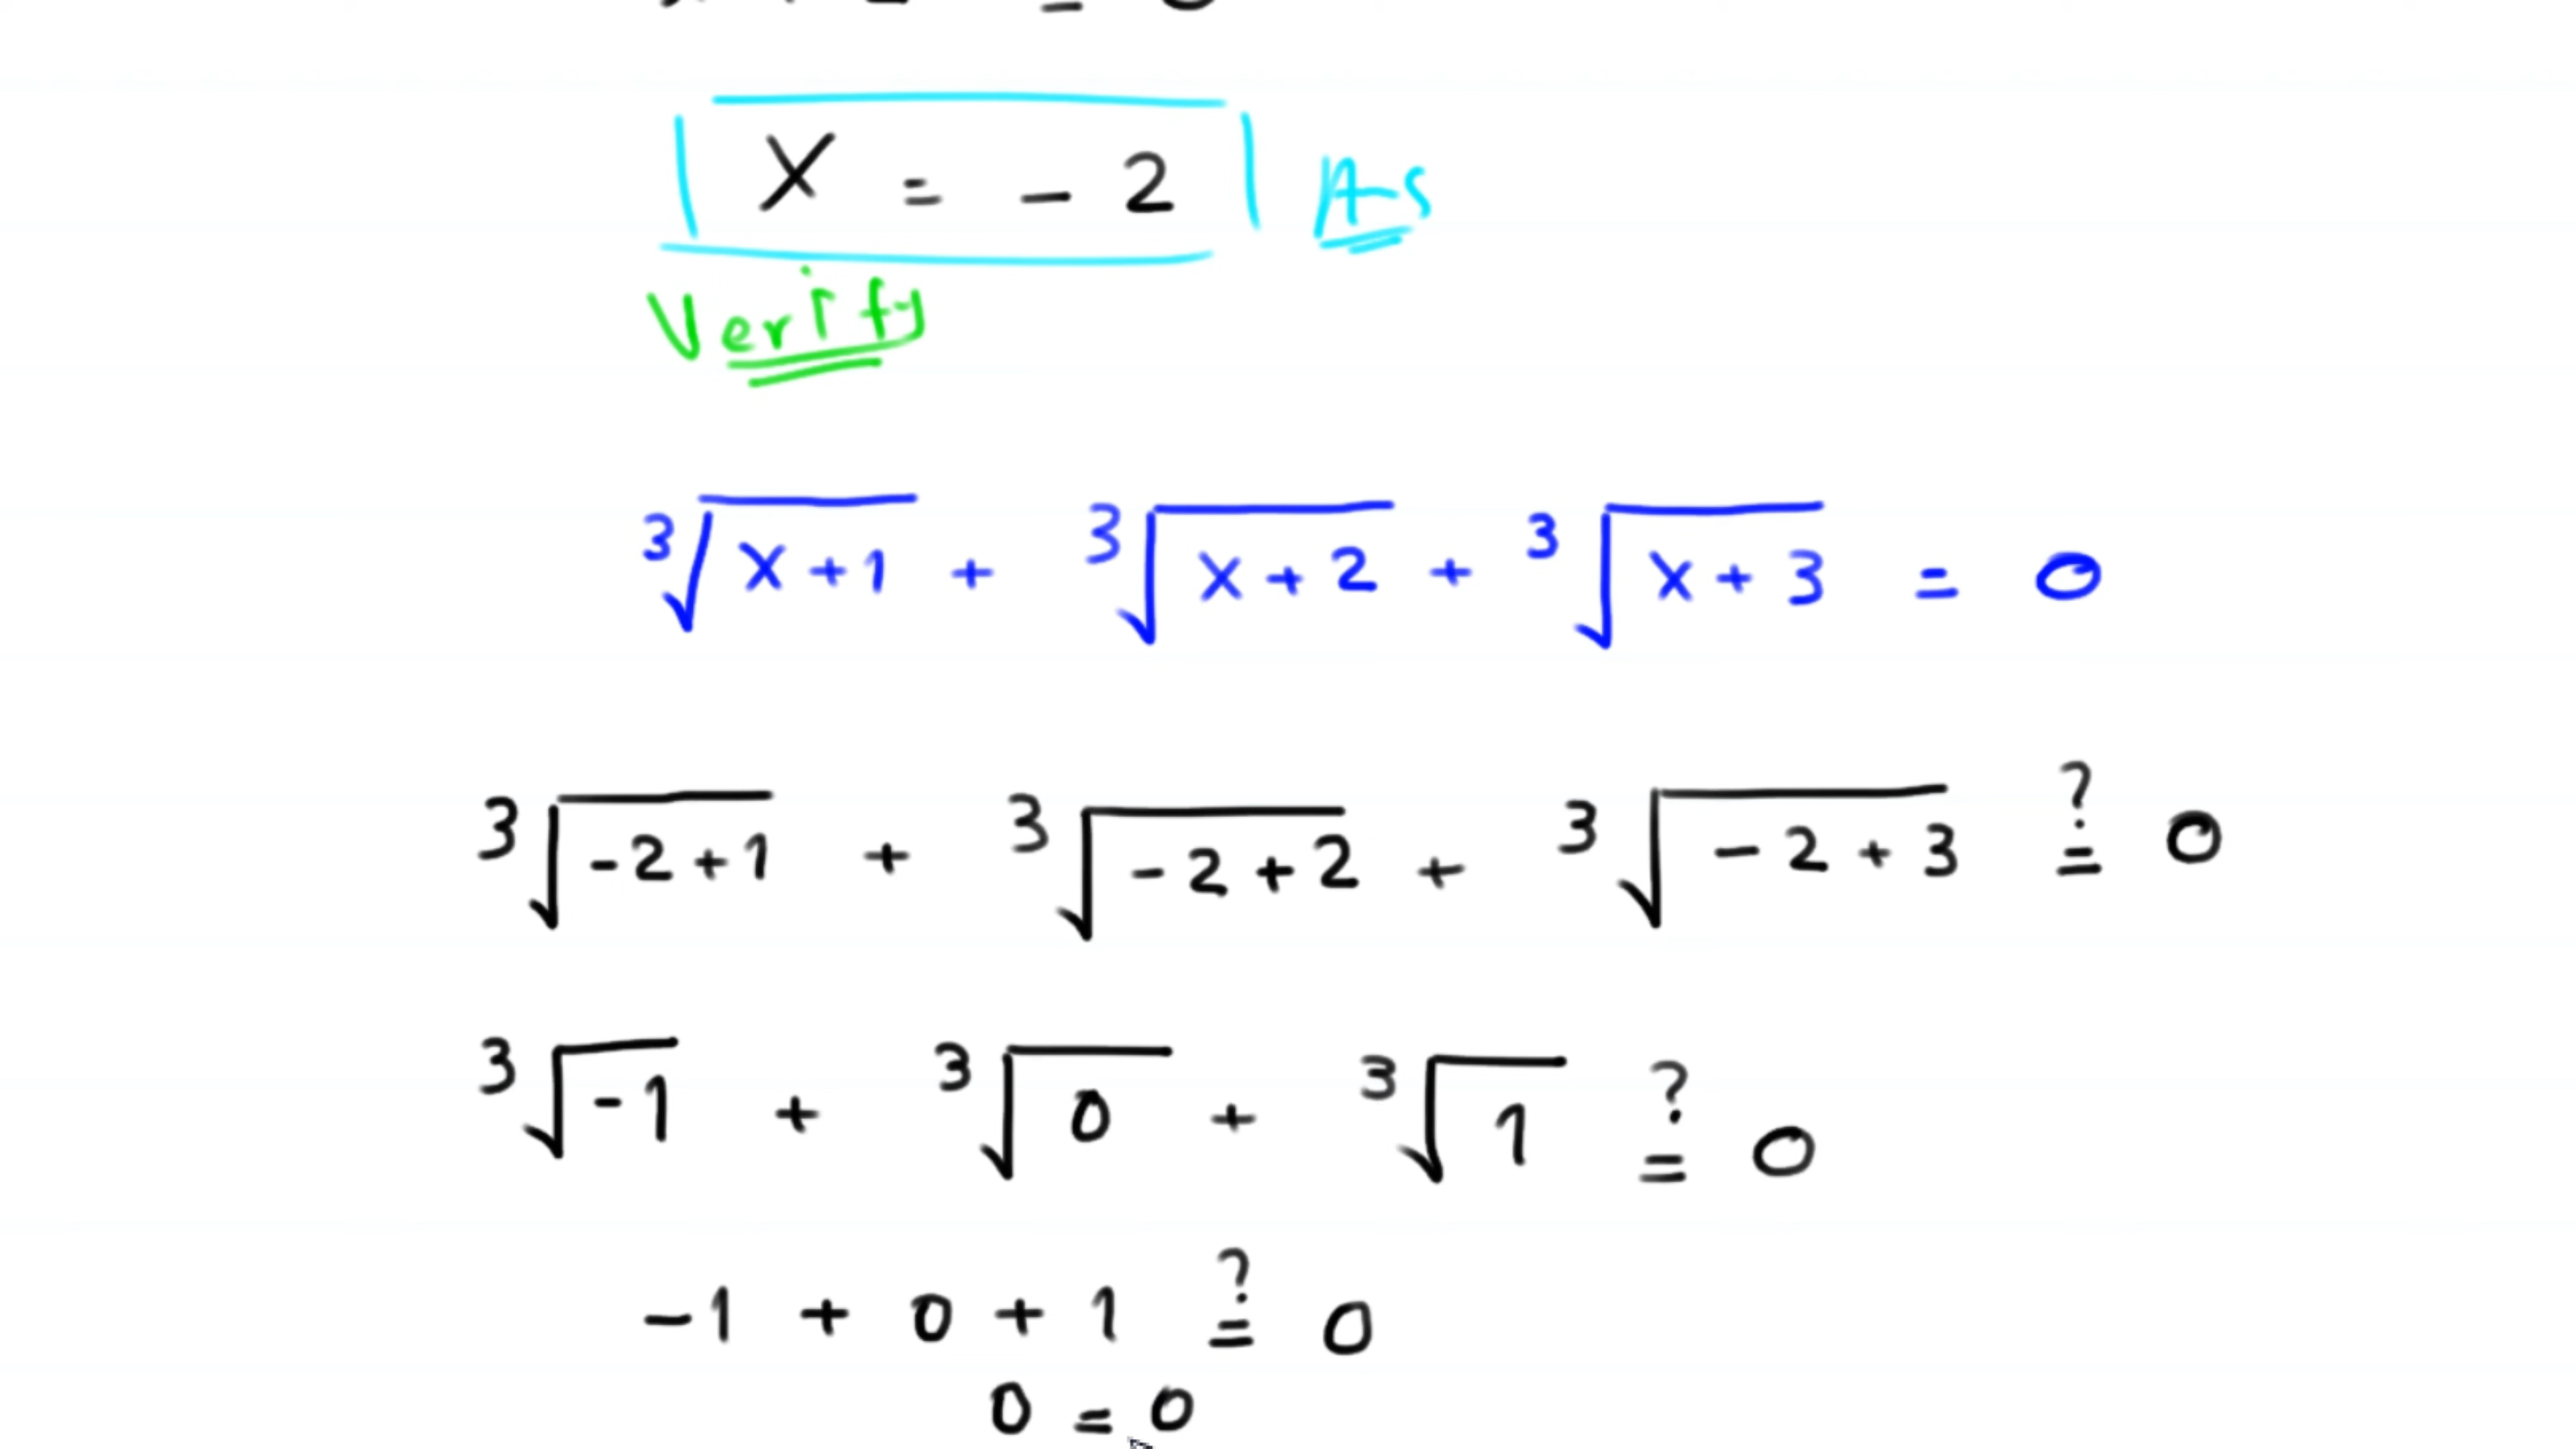 X = - 2 As
Verify
³√x+1 + ³√x+2 + ³√x+3 = 0
³√-2+1 + ³√-2+2 + ³√-2+3 ≟ 0
³√-1 + ³√0 + ³√1 ≟ 0
-1 + 0 + 1 ≟ 0
0 = 0